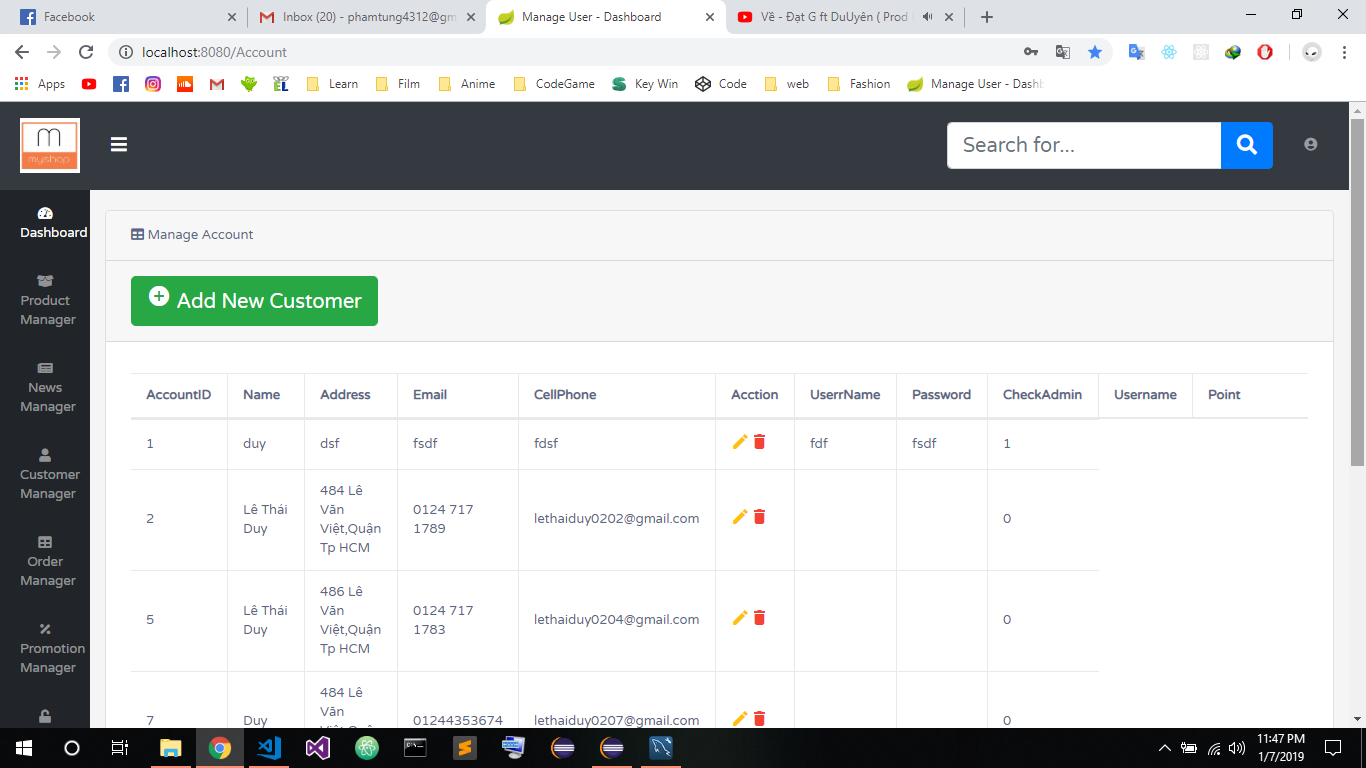 Facebook
Inbox (20) - phamtung4312@gm
Manage User - Dashboard
Về - Đạt G ft DuUyên ( Prod
localhost:8080/Account
Apps
Learn
Film
Anime
CodeGame
Key Win
Code
web
Fashion
Manage User - Dashb
m
myshop
Search for...
Dashboard
Product
Manager
News
Manager
Customer
Manager
Order
Manager
Promotion
Manager
Manage Account
Add New Customer
AccountID Name Address Email CellPhone Acction UserrName Password CheckAdmin Username Point
1 duy dsf fsdf fdsf fdf fsdf 1
2 Lê Thái Duy 484 Lê Văn Việt,Quận Tp HCM 0124 717 1789 lethaiduy0202@gmail.com 0
5 Lê Thái Duy 486 Lê Văn Việt,Quận Tp HCM 0124 717 1783 lethaiduy0204@gmail.com 0
7 Duy 484 Lê Văn 01244353674 lethaiduy0207@gmail.com 0
11:47 PM
1/7/2019